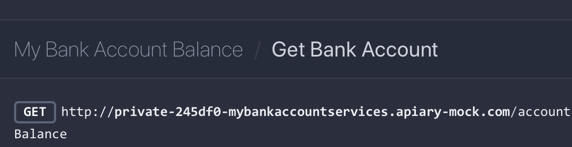 My Bank Account Balance / Get Bank Account
GET http://private-245df0-mybankaccountservices.apiary-mock.com/account
Balance